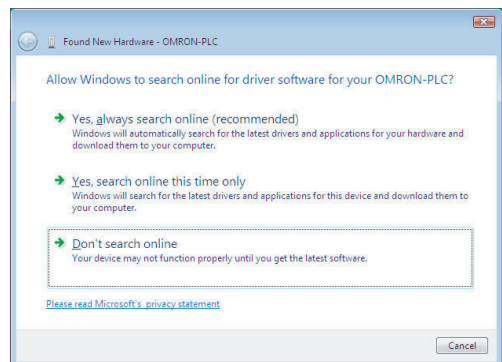 Found New Hardware - OMRON-PLC
Allow Windows to search online for driver software for your OMRON-PLC?
Yes, always search online (recommended)
Windows will automatically search for the latest drivers and applications for your hardware and
download them to your computer.
Yes, search online this time only
Windows will search for the latest drivers and applications for this device and download them to
your computer.
Don't search online
Your device may not function properly until you get the latest software.
Please read Microsoft's privacy statement
Cancel